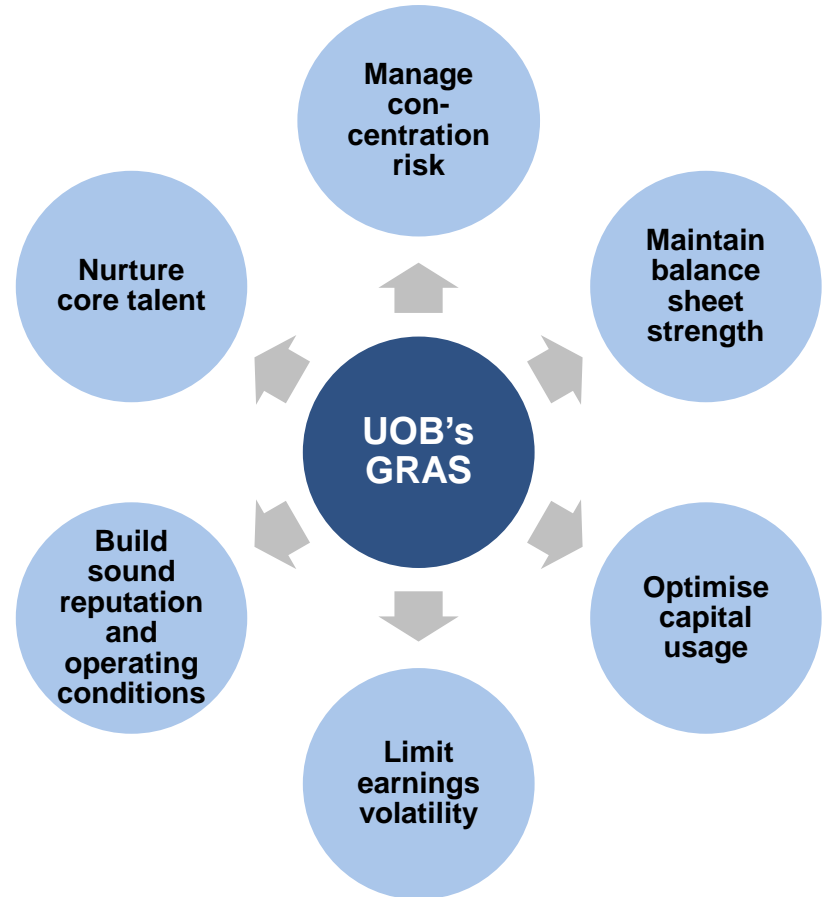 Manage
con-
centration
risk
Maintain
balance
sheet
strength
Optimise
capital
usage
Limit
earnings
volatility
Build
sound
reputation
and
operating
conditions
Nurture
core talent
UOB’s
GRAS